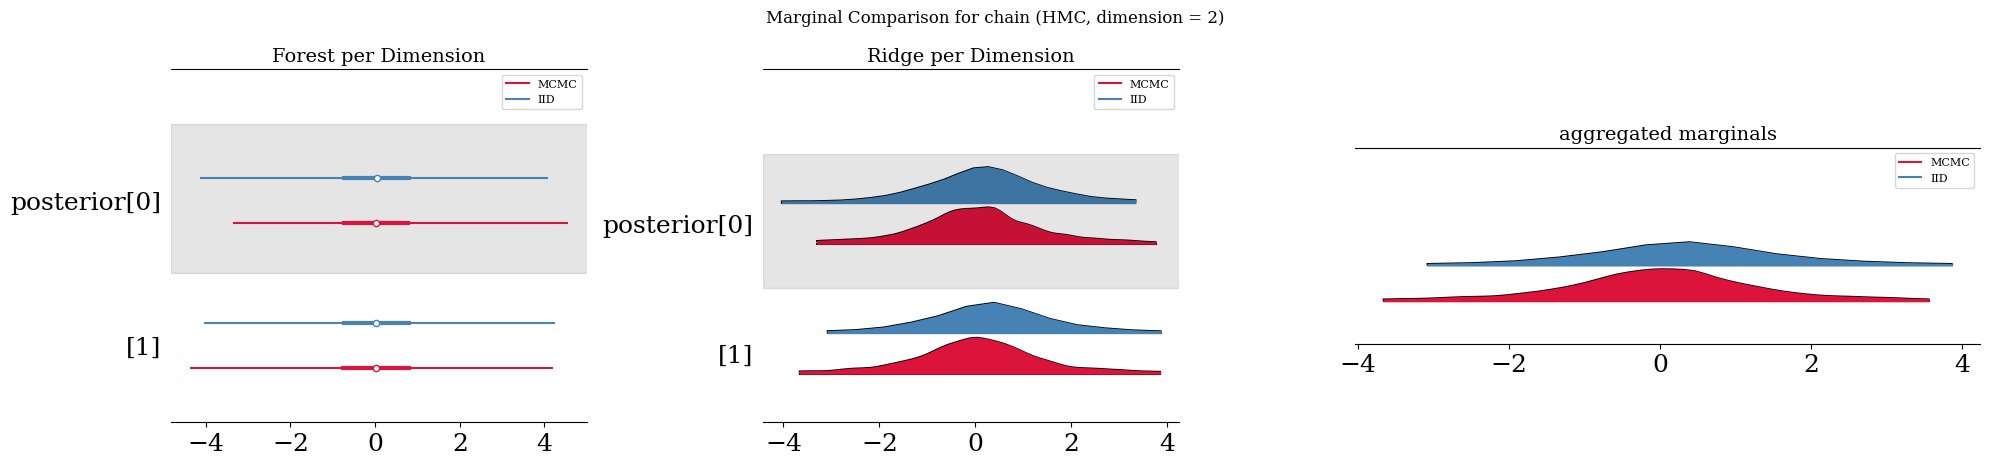 Marginal Comparison for chain (HMC, dimension = 2)
Forest per Dimension
MCMC
IID
posterior[0]
[1]
−4 −2 0 2 4
Ridge per Dimension
MCMC
IID
posterior[0]
[1]
−4 −2 0 2 4
aggregated marginals
MCMC
IID
−4 −2 0 2 4